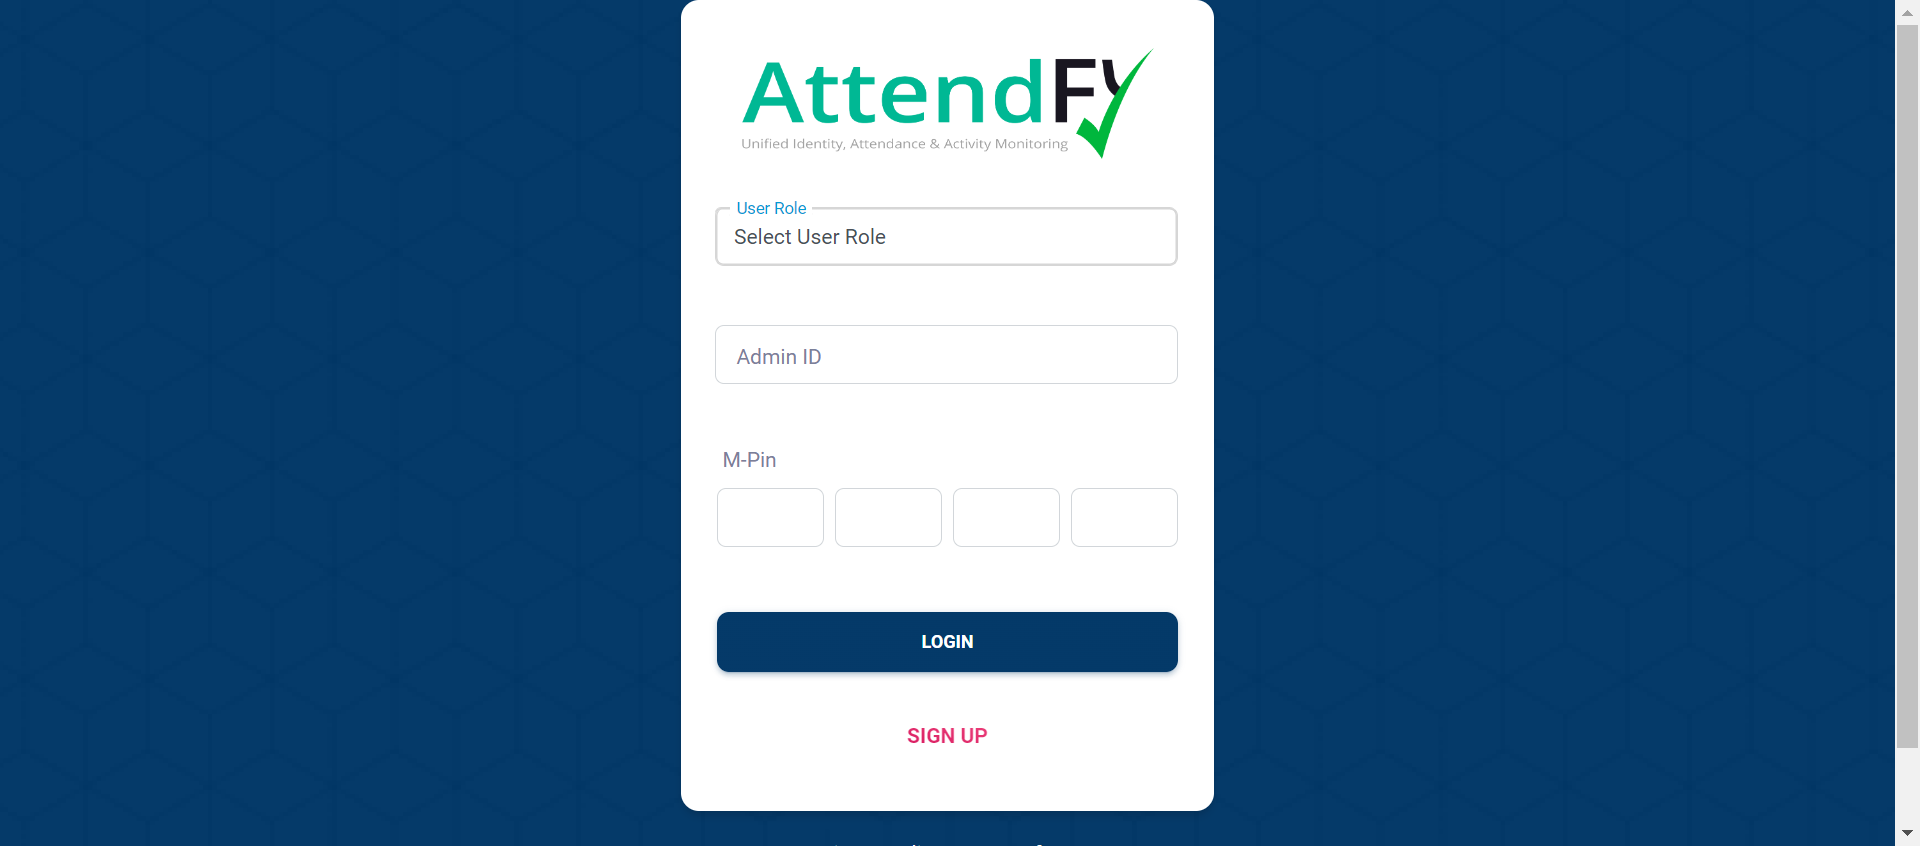 AttendFy
Unified Identity, Attendance & Activity Monitoring
User Role
Select User Role
Admin ID
M-Pin
LOGIN
SIGN UP